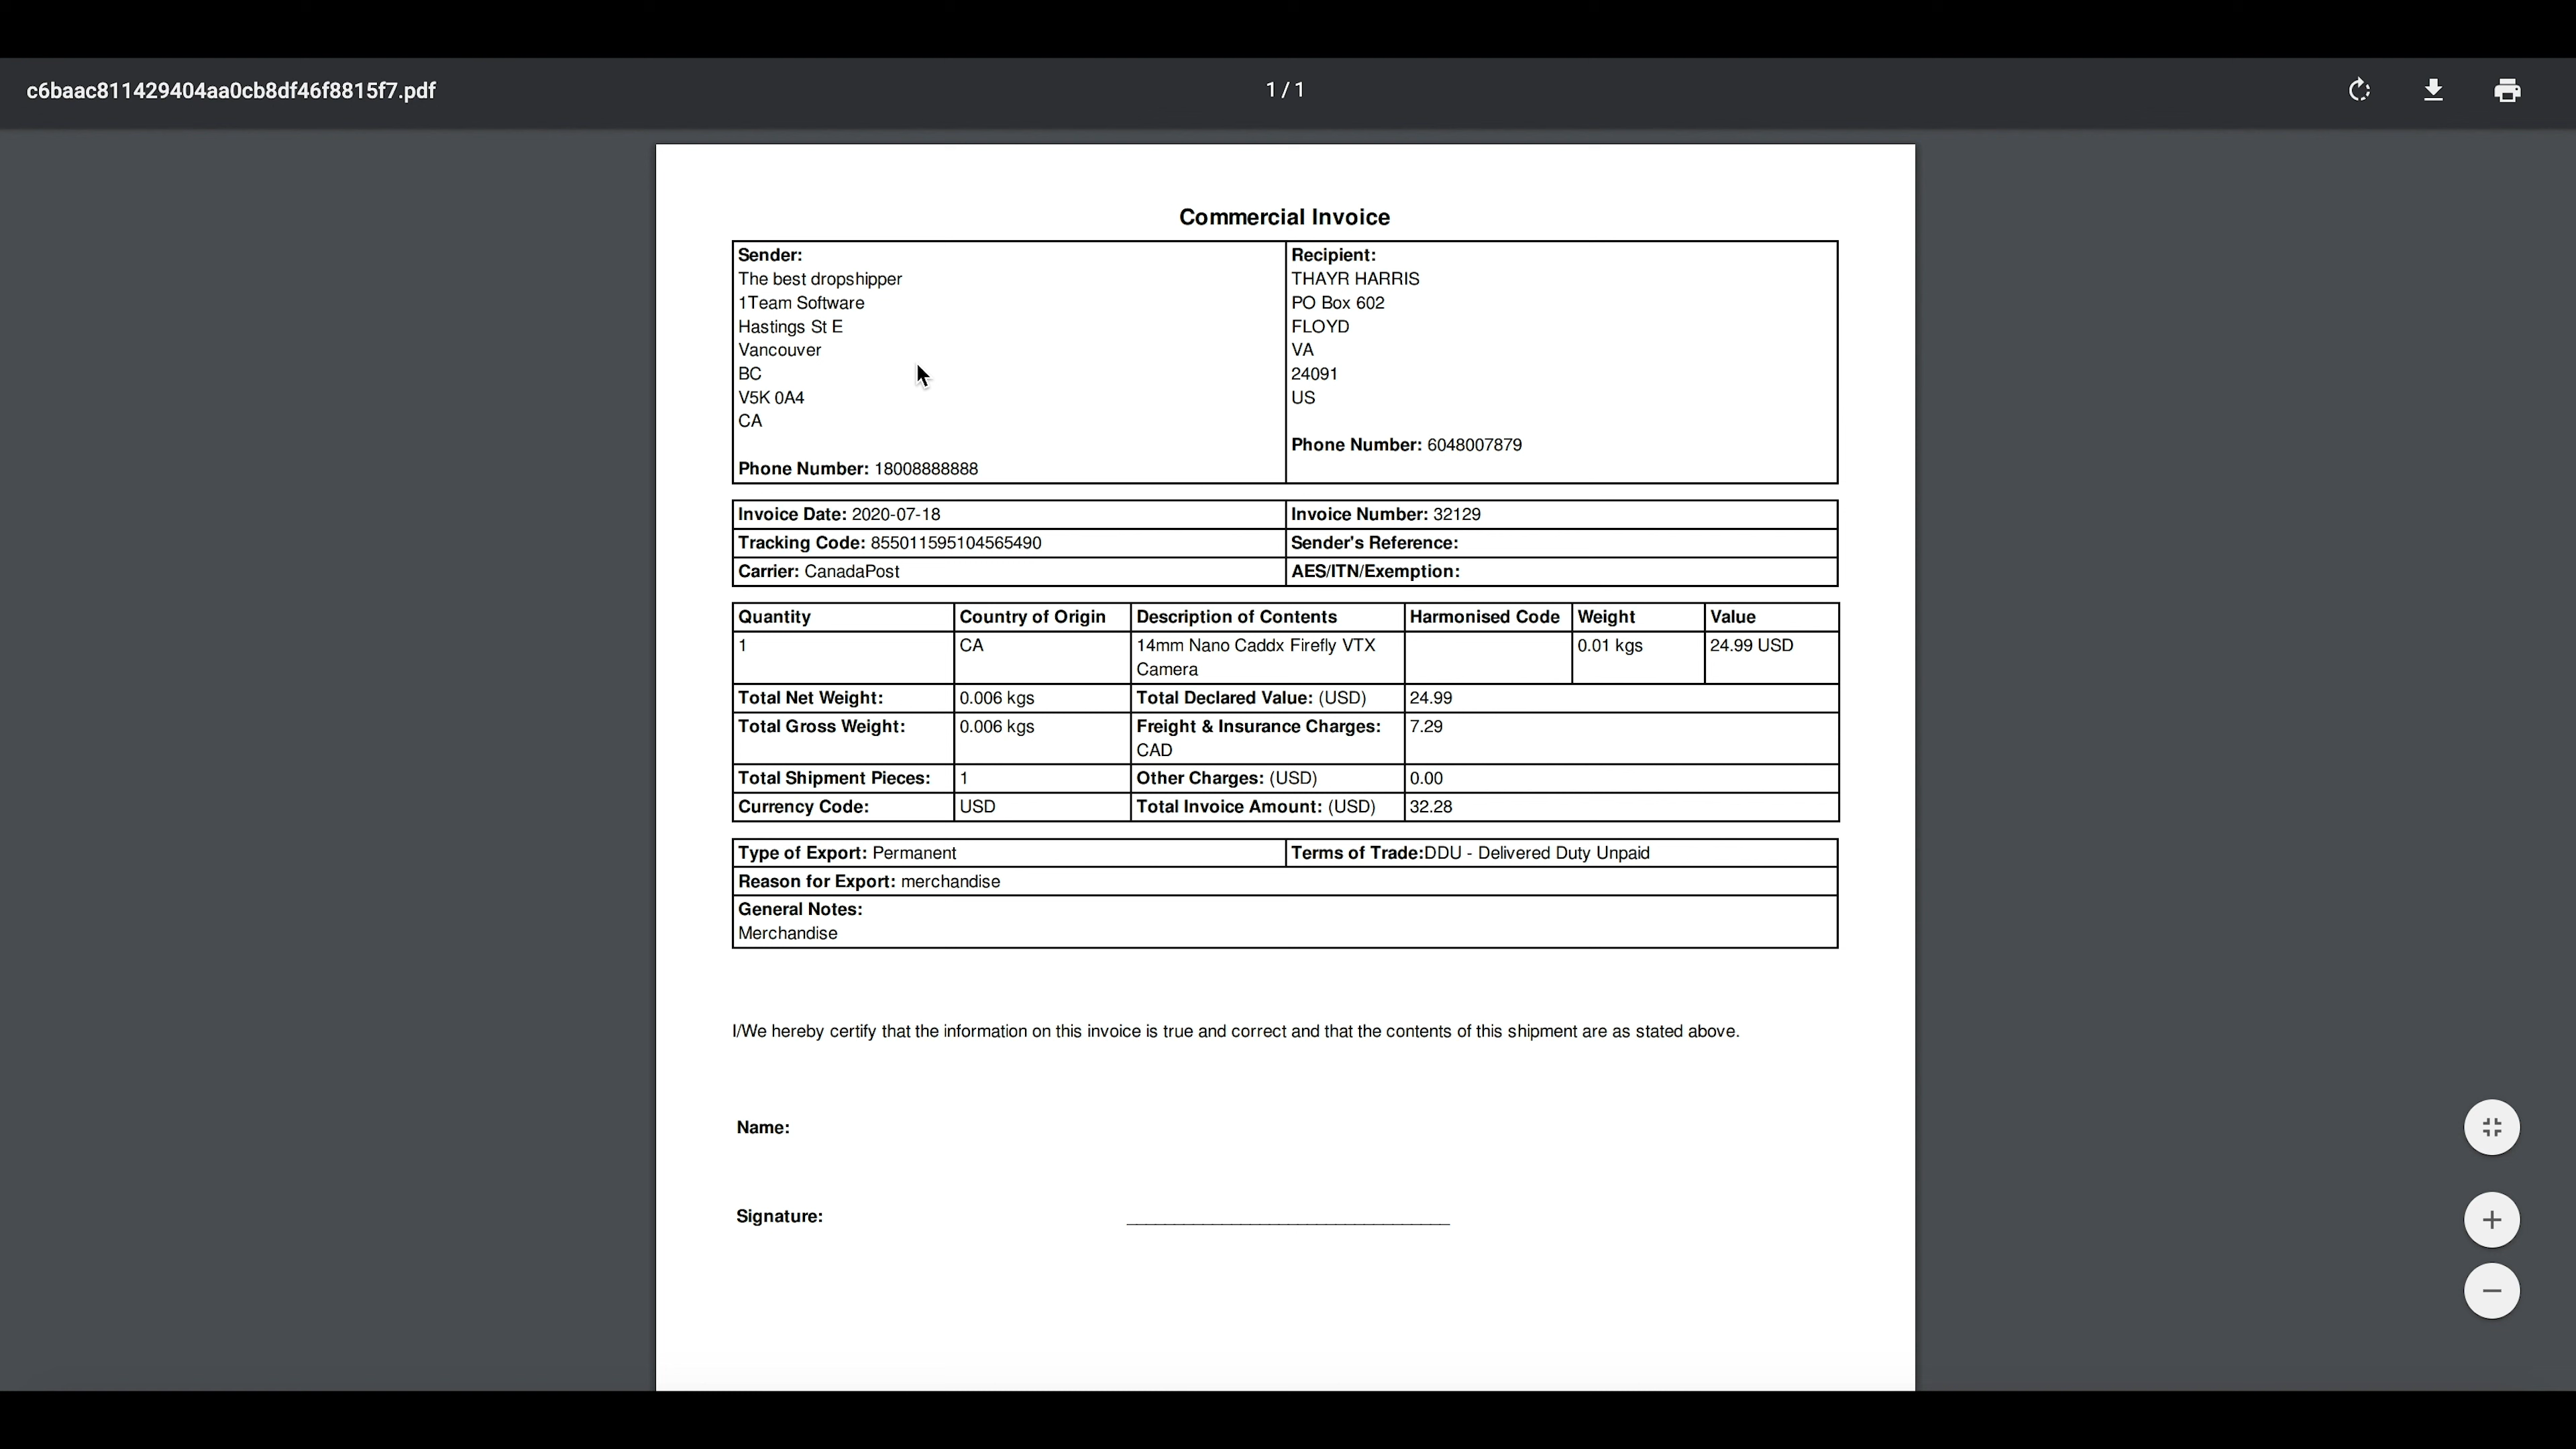 c6baac811429404aa0cb8df46f8815f7.pdf
1 / 1
Commercial Invoice
Sender:
The best dropshipper
1Team Software
Hastings St E
Vancouver
BC
V5K 0A4
CA
Phone Number: 18008888888
Recipient:
THAYR HARRIS
PO Box 602
FLOYD
VA
24091
US
Phone Number: 6048007879
Invoice Date: 2020-07-18 Invoice Number: 32129
Tracking Code: 855011595104565490 Sender's Reference:
Carrier: CanadaPost AES/ITN/Exemption:
Quantity Country of Origin Description of Contents Harmonised Code Weight Value
1 CA 14mm Nano Caddx Firefly VTX 0.01 kgs 24.99 USD
Camera
Total Net Weight: 0.006 kgs Total Declared Value: (USD) 24.99
Total Gross Weight: 0.006 kgs Freight & Insurance Charges: 7.29
CAD
Total Shipment Pieces: 1 Other Charges: (USD) 0.00
Currency Code: USD Total Invoice Amount: (USD) 32.28
Type of Export: Permanent Terms of Trade:DDU - Delivered Duty Unpaid
Reason for Export: merchandise
General Notes:
Merchandise
I/We hereby certify that the information on this invoice is true and correct and that the contents of this shipment are as stated above.
Name:
Signature: